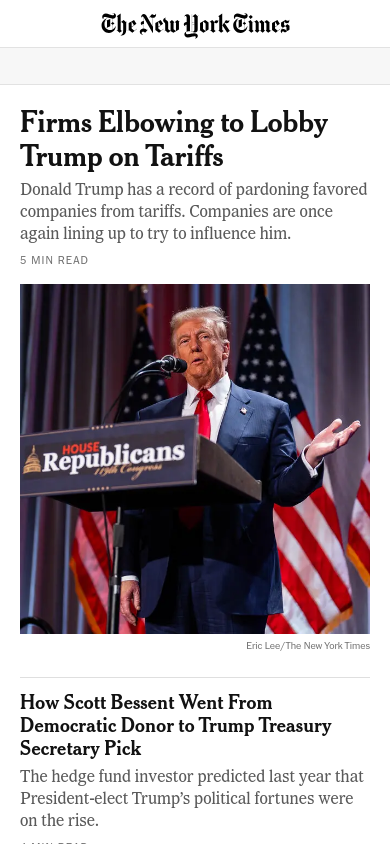 The New York Times
Firms Elbowing to Lobby
Trump on Tariffs
Donald Trump has a record of pardoning favored
companies from tariffs. Companies are once
again lining up to try to influence him.
5 MIN READ
HOUSE
Republicans
119th Congress
Eric Lee/The New York Times
How Scott Bessent Went From
Democratic Donor to Trump Treasury
Secretary Pick
The hedge fund investor predicted last year that
President-elect Trump’s political fortunes were
on the rise.